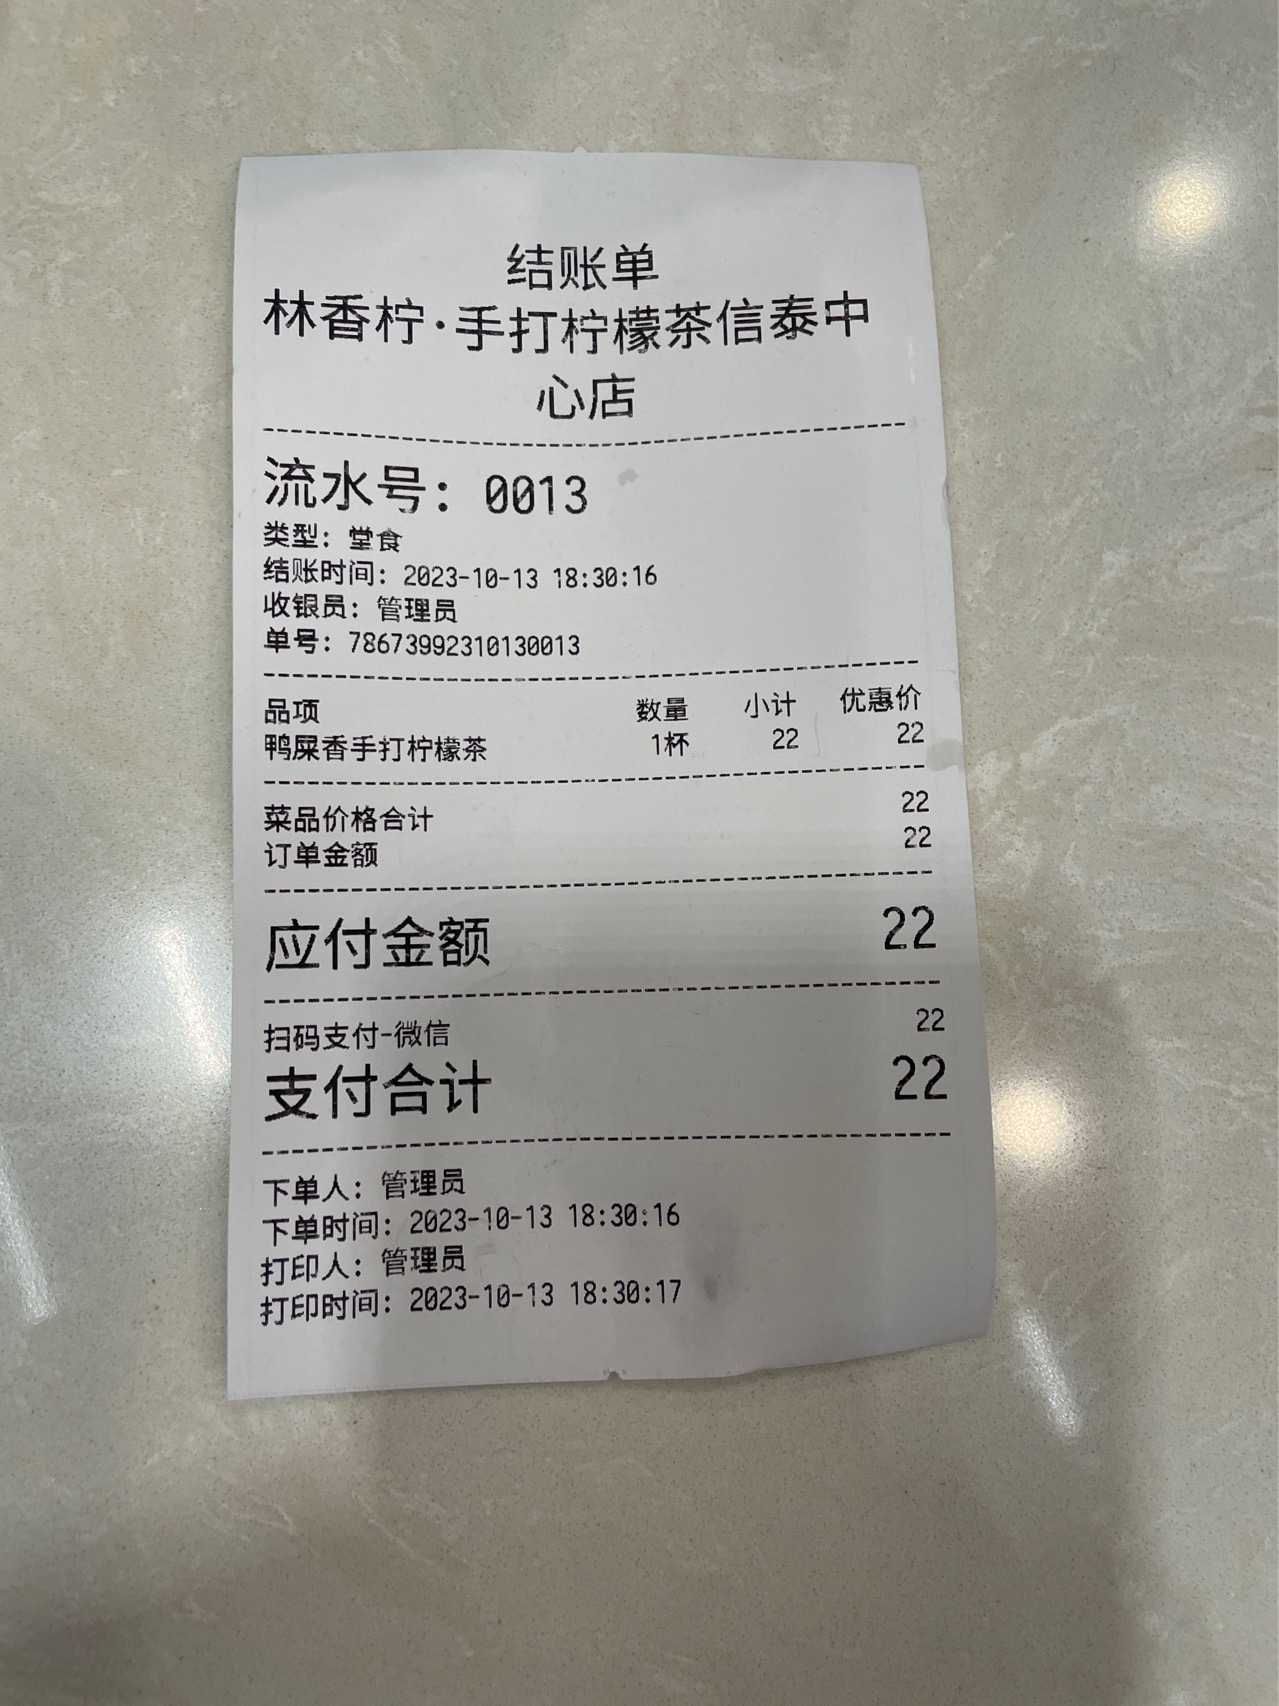 结账单
林香柠·手打柠檬茶信泰中
心店
流水号：0013
类型：堂食
结账时间：2023-10-13 18:30:16
收银员：管理员
单号：78673992310130013
品项 数量 小计 优惠价
鸭屎香手打柠檬茶 1杯 22 22
菜品价格合计 22
订单金额 22
应付金额 22
扫码支付-微信 22
支付合计 22
下单人：管理员
下单时间：2023-10-13 18:30:16
打印人：管理员
打印时间：2023-10-13 18:30:17